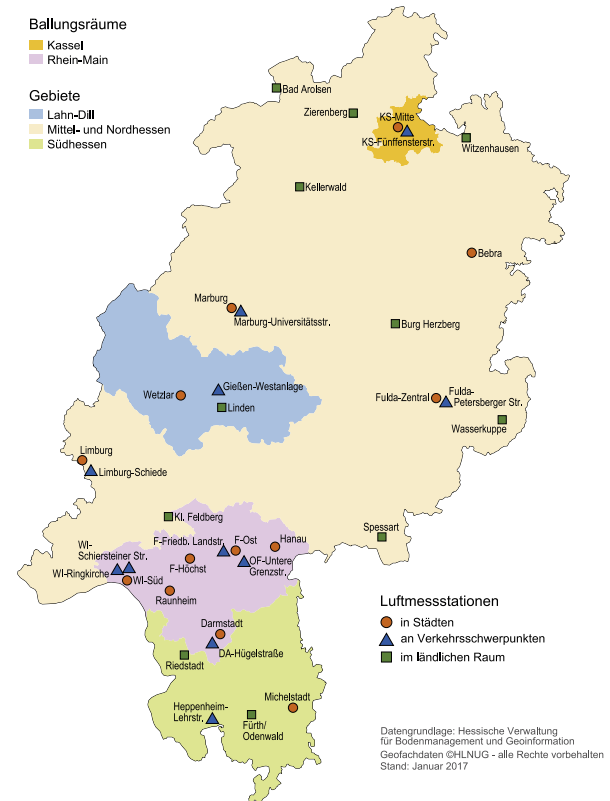 Ballungsräume
Kassel
Rhein-Main
Gebiete
Lahn-Dill
Mittel- und Nordhessen
Südhessen
Bad Arolsen
Zierenberg
KS-Mitte
KS-Fünffensterstr.
Witzenhausen
Kellerwald
Bebra
Marburg
Marburg-Universitätsstr.
Burg Herzberg
Gießen-Westanlage
Wetzlar
Linden
Fulda-Zentral
Fulda-
Petersberger Str.
Wasserkuppe
Limburg
Limburg-Schiede
Kl. Feldberg
Spessart
F-Friedb. Landstr.
F-Ost
Hanau
WI-
Schiersteiner Str.
WI-Ringkirche
WI-Süd
F-Höchst
OF-Untere
Grenzstr.
Raunheim
Darmstadt
DA-Hügelstraße
Riedstadt
Michelstadt
Heppenheim-
Lehrstr.
Fürth/
Odenwald
Luftmessstationen
in Städten
an Verkehrsschwerpunkten
im ländlichen Raum
Datengrundlage: Hessische Verwaltung
für Bodenmanagement und Geoinformation
Geofachdaten ©HLNUG - alle Rechte vorbehalten
Stand: Januar 2017